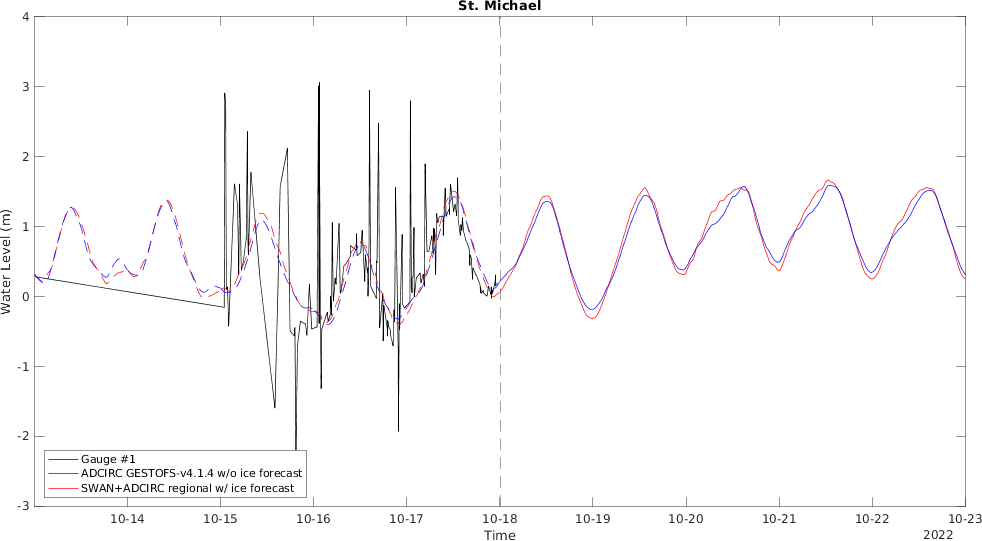 St. Michael
Water Level (m)
4
3
2
1
0
-1
-2
-3
Gauge #1
ADCIRC GESTOFS-v4.1.4 w/o ice forecast
SWAN+ADCIRC regional w/ ice forecast
10-14 10-15 10-16 10-17 10-18 10-19 10-20 10-21 10-22 10-23
Time
2022